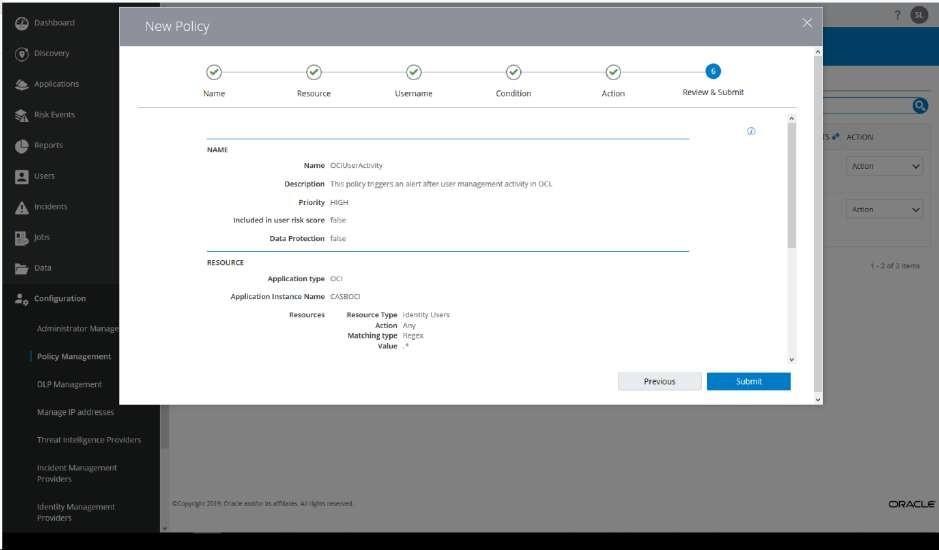 Dashboard
Discovery
Applications
Risk Events
Reports
Users
Incidents
Jobs
Data
Configuration
Administrator Manage
Policy Management
DLP Management
Manage IP addresses
Threat Intelligence Providers
Incident Management
Providers
Identity Management
Providers
New Policy
Name
Resource
Username
Condition
Action
6
Review & Submit
NAME
Name OCIUserActivity
Description This policy triggers an alert after user management activity in OCI.
Priority HIGH
Included in user risk score false
Data Protection false
RESOURCE
Application type OCI
Application Instance Name CASBOCI
Resources Resource Type Identity Users
Action Any
Matching type Regex
Value .*
Previous
Submit
? SL
TS ACTION
Action
Action
1 - 2 of 2 items
©Copyright 2019, Oracle and/or its affiliates. All rights reserved.
ORACLE